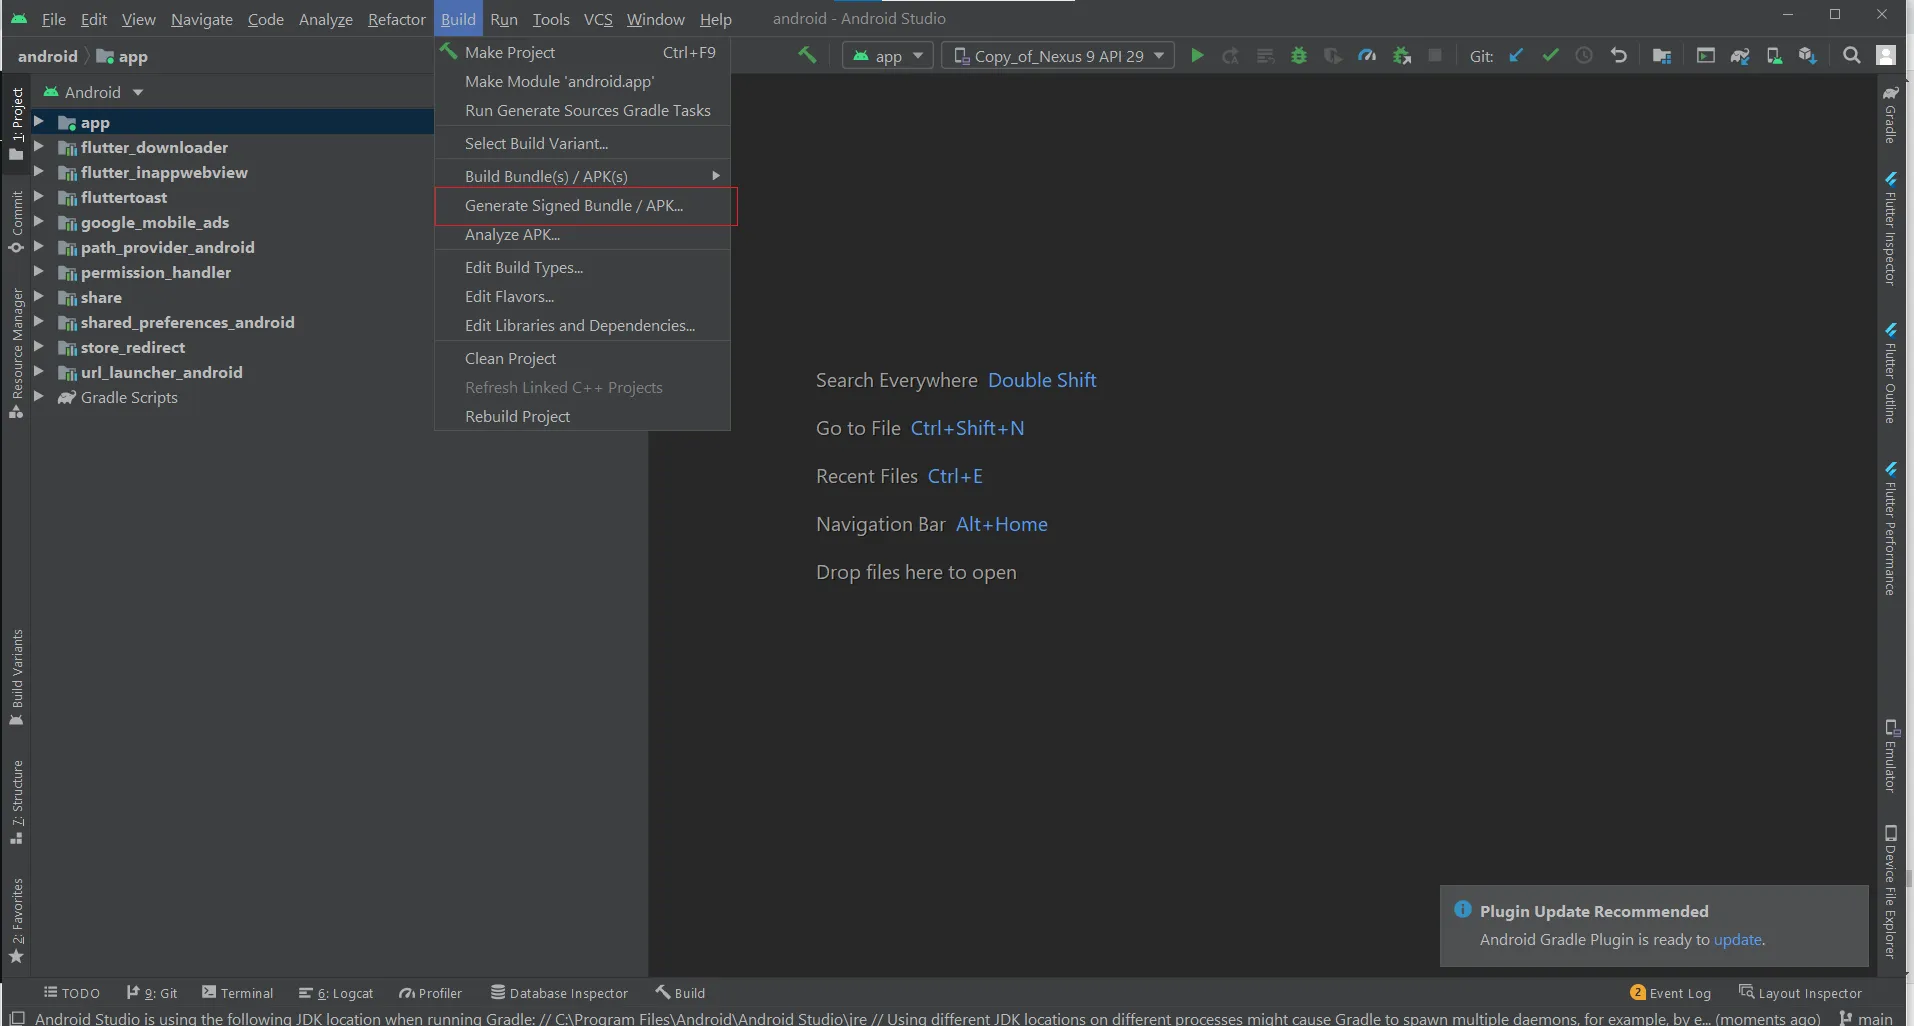 File Edit View Navigate Code Analyze Refactor Build Run Tools VCS Window Help android - Android Studio
android app
app Copy_of_Nexus 9 API 29 Git:
Android
app
flutter_downloader
flutter_inappwebview
fluttertoast
google_mobile_ads
path_provider_android
permission_handler
share
shared_preferences_android
store_redirect
url_launcher_android
Gradle Scripts
Make Project Ctrl+F9
Make Module 'android.app'
Run Generate Sources Gradle Tasks
Select Build Variant...
Build Bundle(s) / APK(s)
Generate Signed Bundle / APK...
Analyze APK...
Edit Build Types...
Edit Flavors...
Edit Libraries and Dependencies...
Clean Project
Refresh Linked C++ Projects
Rebuild Project
Search Everywhere Double Shift
Go to File Ctrl+Shift+N
Recent Files Ctrl+E
Navigation Bar Alt+Home
Drop files here to open
1: Project
Commit
Resource Manager
Build Variants
7: Structure
2: Favorites
Gradle
Flutter Inspector
Flutter Outline
Flutter Performance
Emulator
Device File Explorer
Plugin Update Recommended
Android Gradle Plugin is ready to update.
TODO 9: Git Terminal 6: Logcat Profiler Database Inspector Build 2 Event Log Layout Inspector
Android Studio is using the following JDK location when running Gradle: // C:\Program Files\Android\Android Studio\jre // Using different JDK locations on different processes might cause Gradle to spawn multiple daemons, for example, by e... (moments ago) main